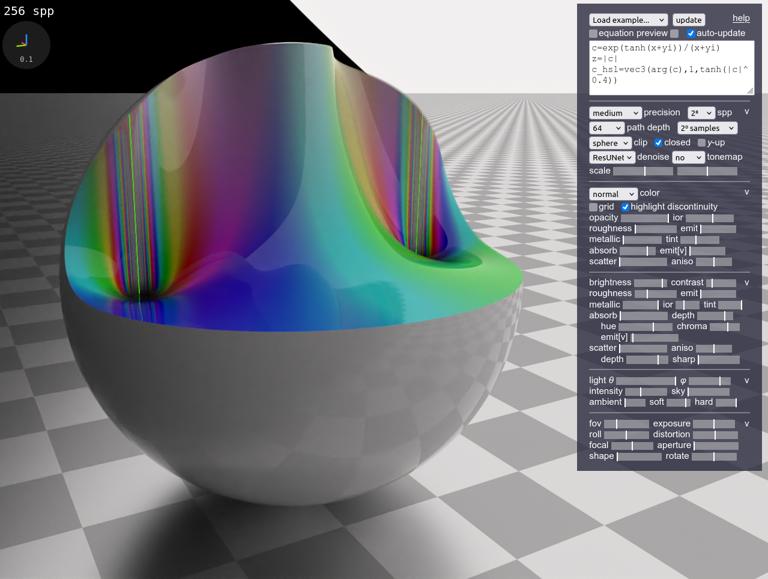 256 spp
0.1
Load example... update help
equation preview auto-update
c=exp(tanh(x+yi))/(x+yi)
z=|c|
c_hsl=vec3(arg(c),1,tanh(|c|^
0.4))
medium precision 2⁸ spp v
64 path depth 2⁰ samples
sphere clip closed y-up
ResUNet denoise no tonemap
scale
normal color v
grid highlight discontinuity
opacity ior
roughness emit
metallic tint
absorb emit[v]
scatter aniso
brightness contrast v
roughness emit
metallic ior tint
absorb depth
hue chroma
emit[v]
scatter aniso
depth sharp
light θ φ v
intensity sky
ambient soft hard
fov exposure v
roll distortion
focal aperture
shape rotate